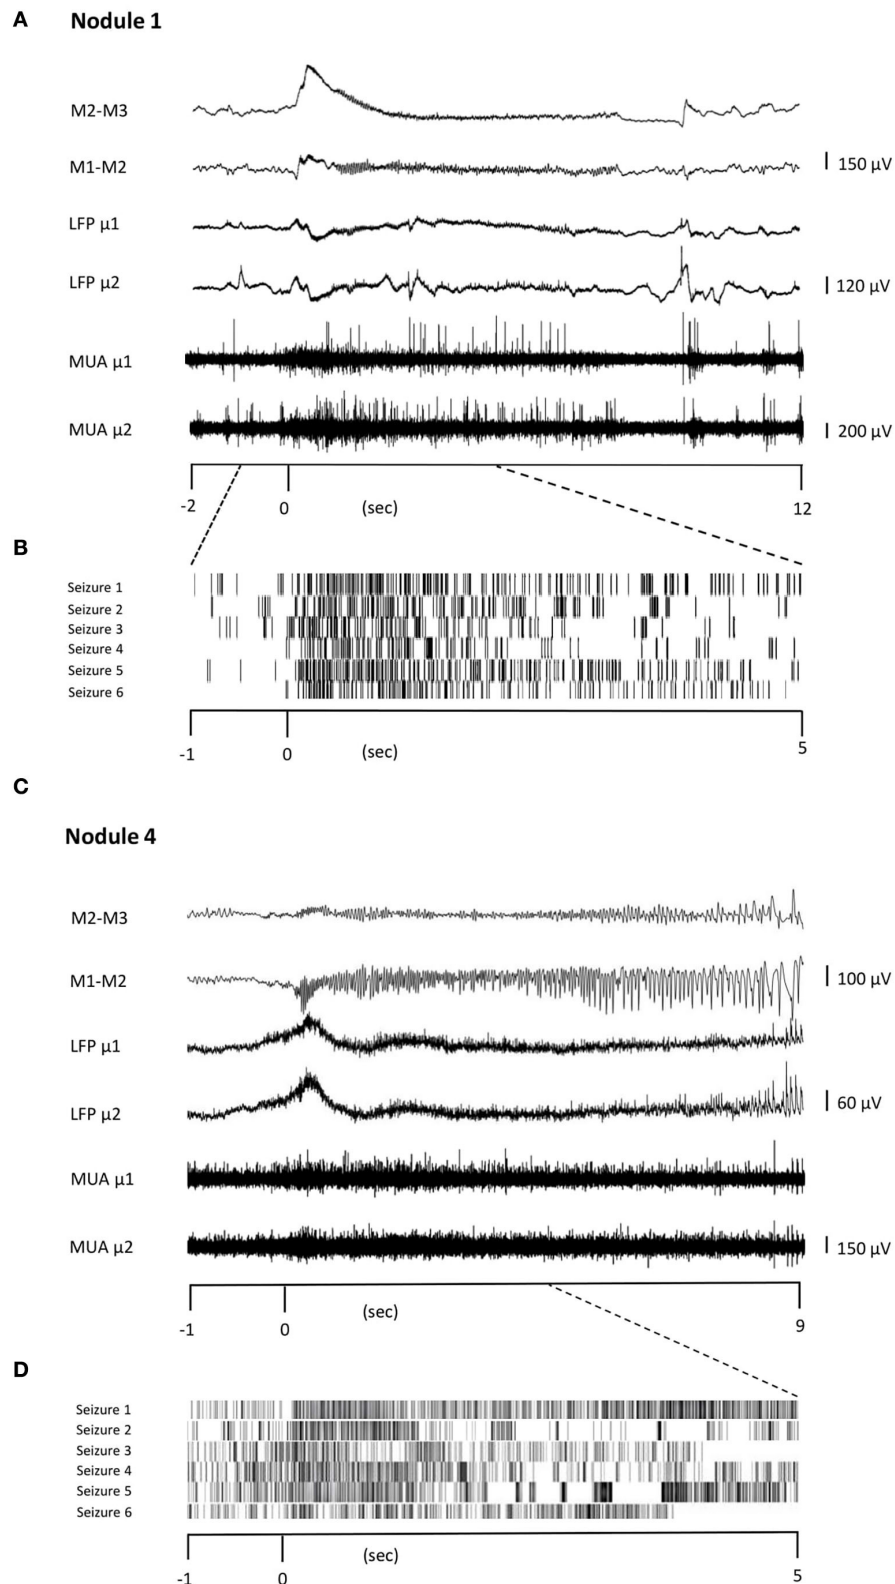 A
Nodule 1
M2-M3
M1-M2
150 µV
LFP µ1
LFP µ2
120 µV
MUA µ1
MUA µ2
200 µV
-2 0 (sec) 12
B
Seizure 1
Seizure 2
Seizure 3
Seizure 4
Seizure 5
Seizure 6
-1 0 (sec) 5
C
Nodule 4
M2-M3
M1-M2
100 µV
LFP µ1
LFP µ2
60 µV
MUA µ1
MUA µ2
150 µV
-1 0 (sec) 9
D
Seizure 1
Seizure 2
Seizure 3
Seizure 4
Seizure 5
Seizure 6
-1 0 (sec) 5